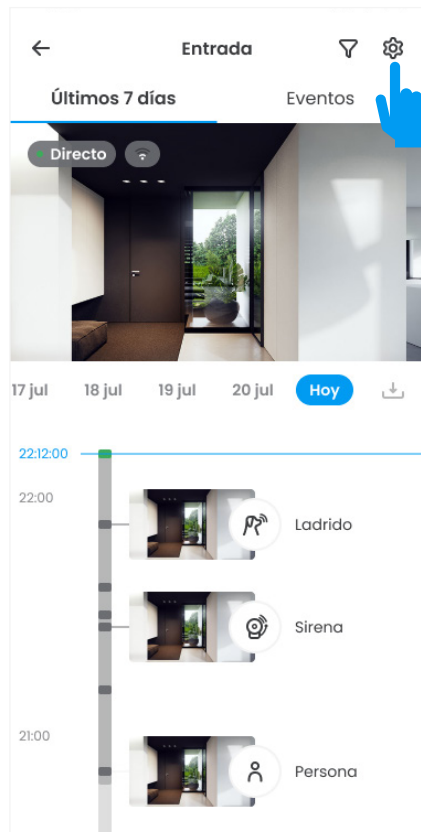 Entrada
Últimos 7 días Eventos
Directo
17 jul 18 jul 19 jul 20 jul Hoy
22:12:00
22:00
Ladrido
Sirena
21:00
Persona